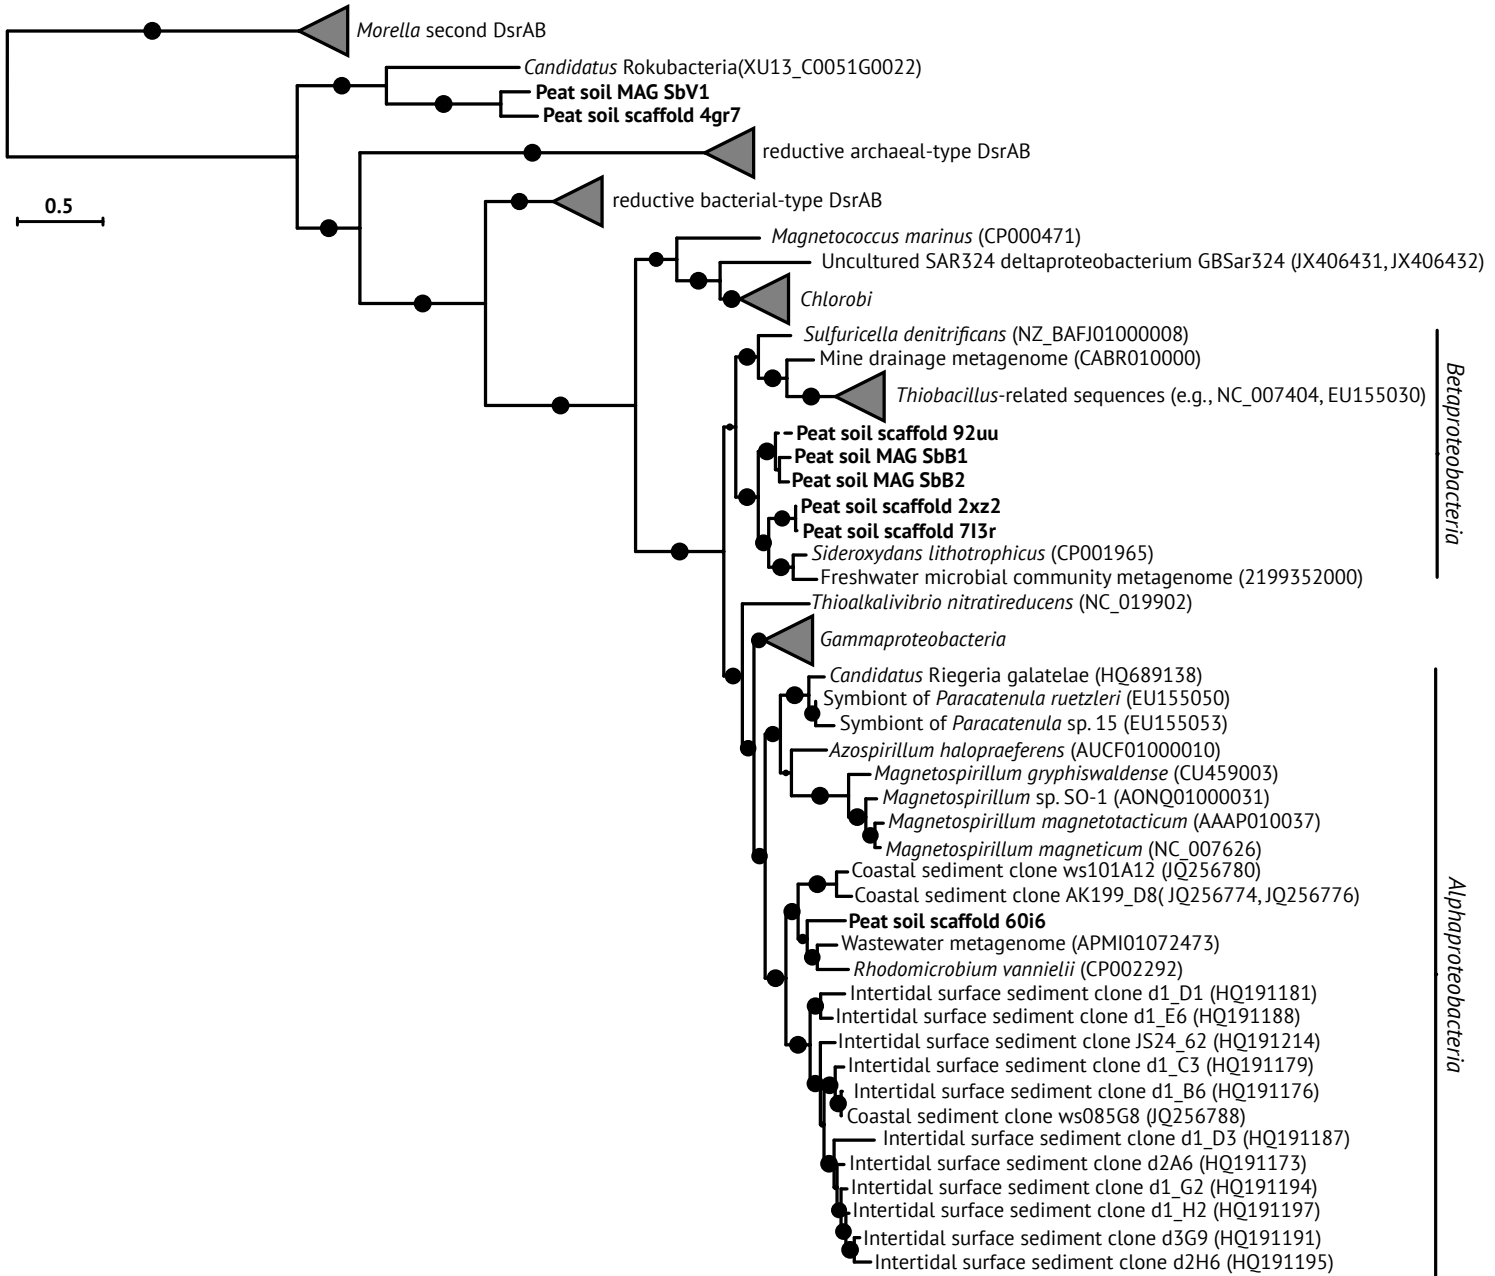 Morella second DsrAB
Candidatus Rokubacteria(XU13_C0051G0022)
Peat soil MAG SbV1
Peat soil scaffold 4gr7
reductive archaeal-type DsrAB
reductive bacterial-type DsrAB
0.5
Magnetococcus marinus (CP000471)
Uncultured SAR324 deltaproteobacterium GBSar324 (JX406431, JX406432)
Chlorobi
Sulfuricella denitrificans (NZ_BAFJ01000008)
Mine drainage metagenome (CABR010000)
Thiobacillus-related sequences (e.g., NC_007404, EU155030)
Peat soil scaffold 92uu
Peat soil MAG SbB1
Peat soil MAG SbB2
Peat soil scaffold 2xz2
Peat soil scaffold 7I3r
Sideroxydans lithotrophicus (CP001965)
Freshwater microbial community metagenome (2199352000)
Betaproteobacteria
Thioalkalivibrio nitratireducens (NC_019902)
Gammaproteobacteria
Candidatus Riegeria galatelae (HQ689138)
Symbiont of Paracatenula ruetzleri (EU155050)
Symbiont of Paracatenula sp. 15 (EU155053)
Azospirillum halopraeferens (AUCF01000010)
Magnetospirillum gryphiswaldense (CU459003)
Magnetospirillum sp. SO-1 (AONQ01000031)
Magnetospirillum magnetotacticum (AAAP010037)
Magnetospirillum magneticum (NC_007626)
Coastal sediment clone ws101A12 (JQ256780)
Coastal sediment clone AK199_D8( JQ256774, JQ256776)
Peat soil scaffold 60i6
Wastewater metagenome (APMI01072473)
Rhodomicrobium vannielii (CP002292)
Intertidal surface sediment clone d1_D1 (HQ191181)
Intertidal surface sediment clone d1_E6 (HQ191188)
Intertidal surface sediment clone JS24_62 (HQ191214)
Intertidal surface sediment clone d1_C3 (HQ191179)
Intertidal surface sediment clone d1_B6 (HQ191176)
Coastal sediment clone ws085G8 (JQ256788)
Intertidal surface sediment clone d1_D3 (HQ191187)
Intertidal surface sediment clone d2A6 (HQ191173)
Intertidal surface sediment clone d1_G2 (HQ191194)
Intertidal surface sediment clone d1_H2 (HQ191197)
Intertidal surface sediment clone d3G9 (HQ191191)
Intertidal surface sediment clone d2H6 (HQ191195)
Alphaproteobacteria